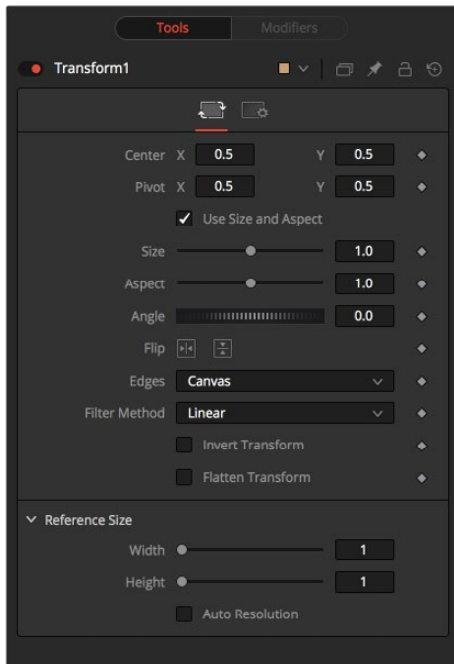 Tools Modifiers
Transform1
Center X 0.5 Y 0.5
Pivot X 0.5 Y 0.5
Use Size and Aspect
Size 1.0
Aspect 1.0
Angle 0.0
Flip
Edges Canvas
Filter Method Linear
Invert Transform
Flatten Transform
Reference Size
Width 1
Height 1
Auto Resolution